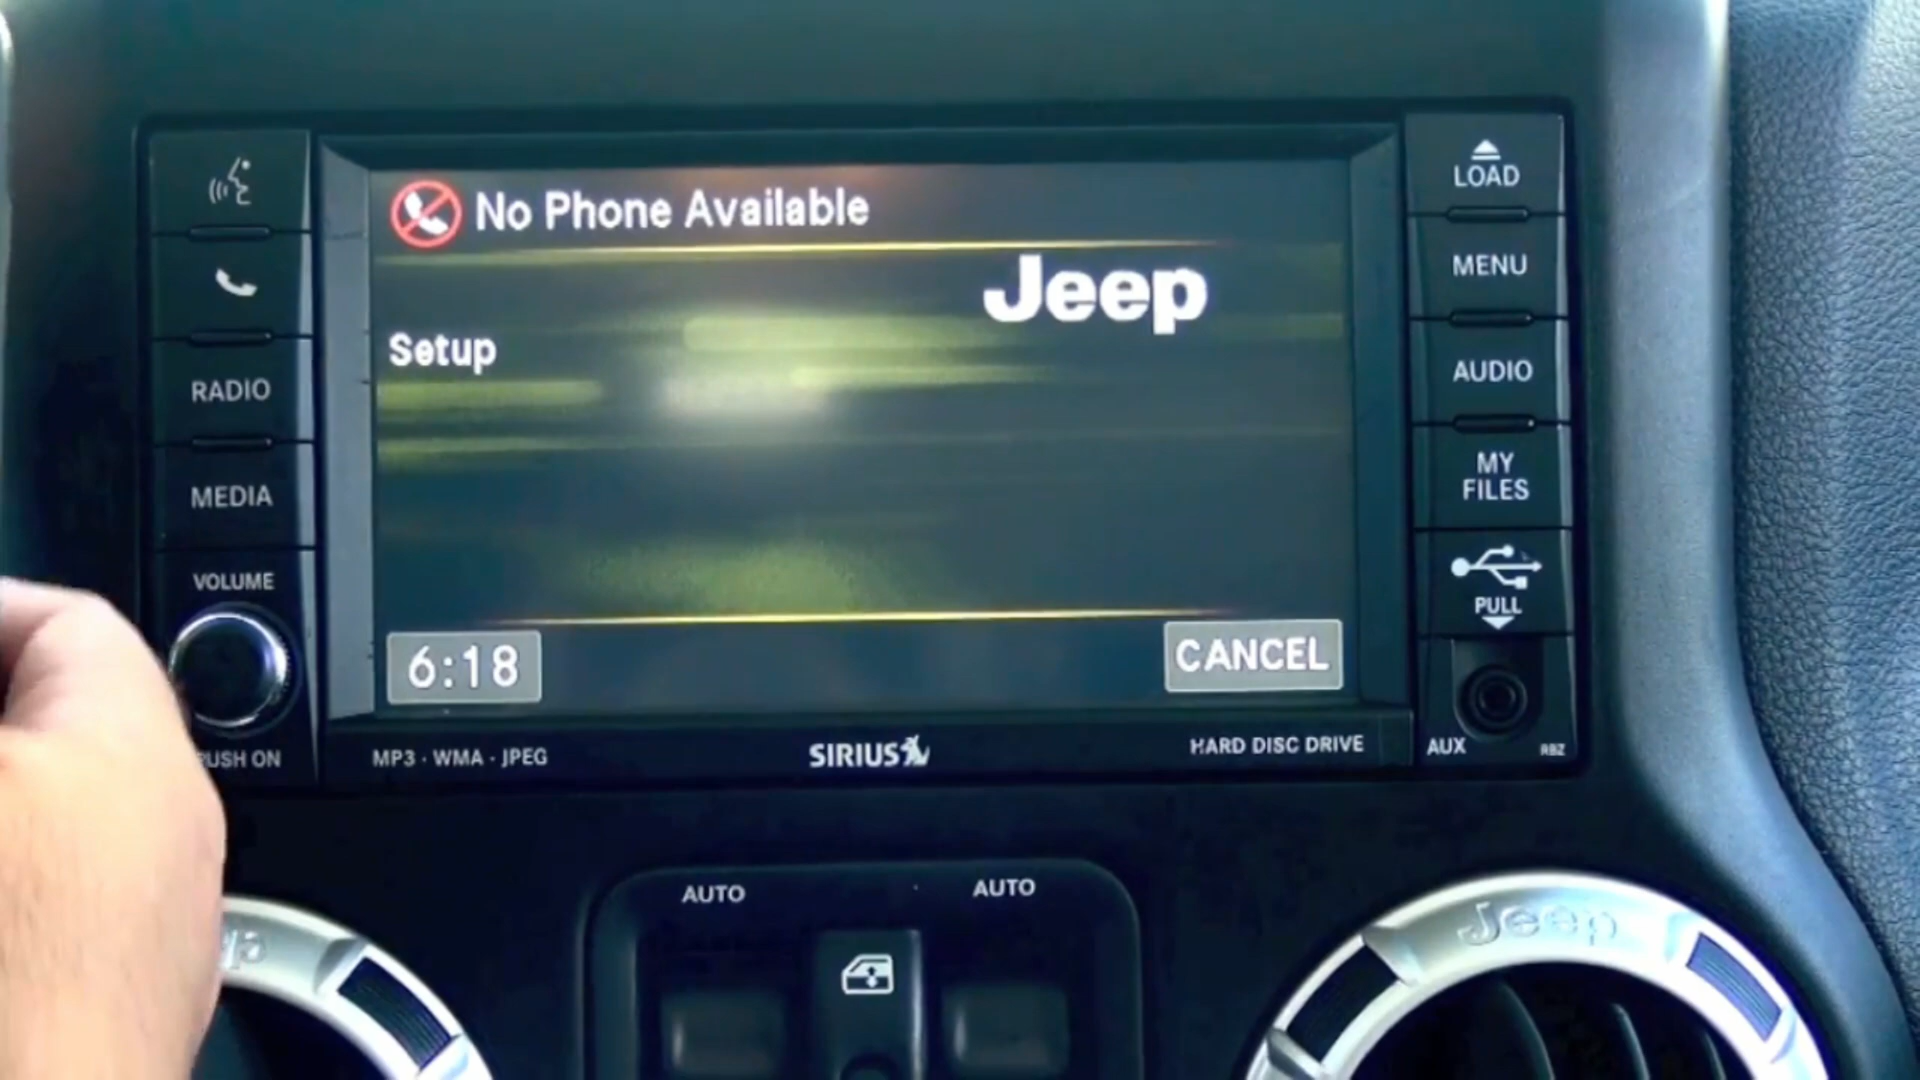 No Phone Available
Jeep
Setup
6:18
CANCEL
RADIO
MEDIA
VOLUME
PUSH ON
LOAD
MENU
AUDIO
MY
FILES
PULL
AUX
RBZ
MP3 · WMA · JPEG
SIRIUS
HARD DISC DRIVE
AUTO
AUTO
Jeep